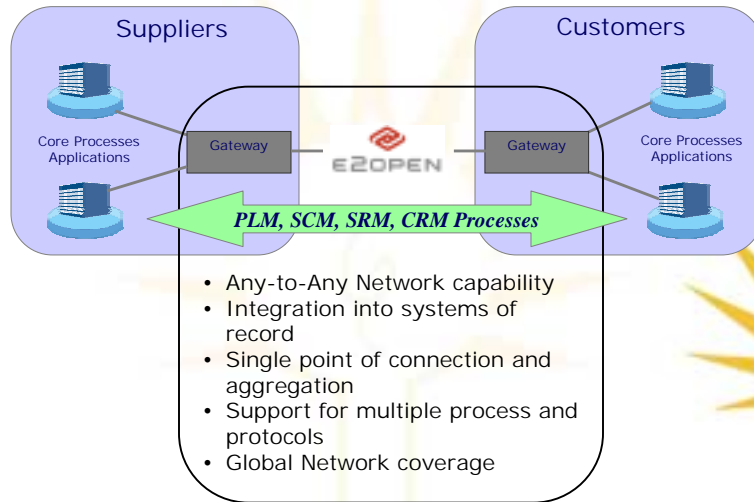 Suppliers
Customers
Core Processes
Applications
Gateway
E2OPEN
Gateway
Core Processes
Applications
PLM, SCM, SRM, CRM Processes
• Any-to-Any Network capability
• Integration into systems of
record
• Single point of connection and
aggregation
• Support for multiple process and
protocols
• Global Network coverage